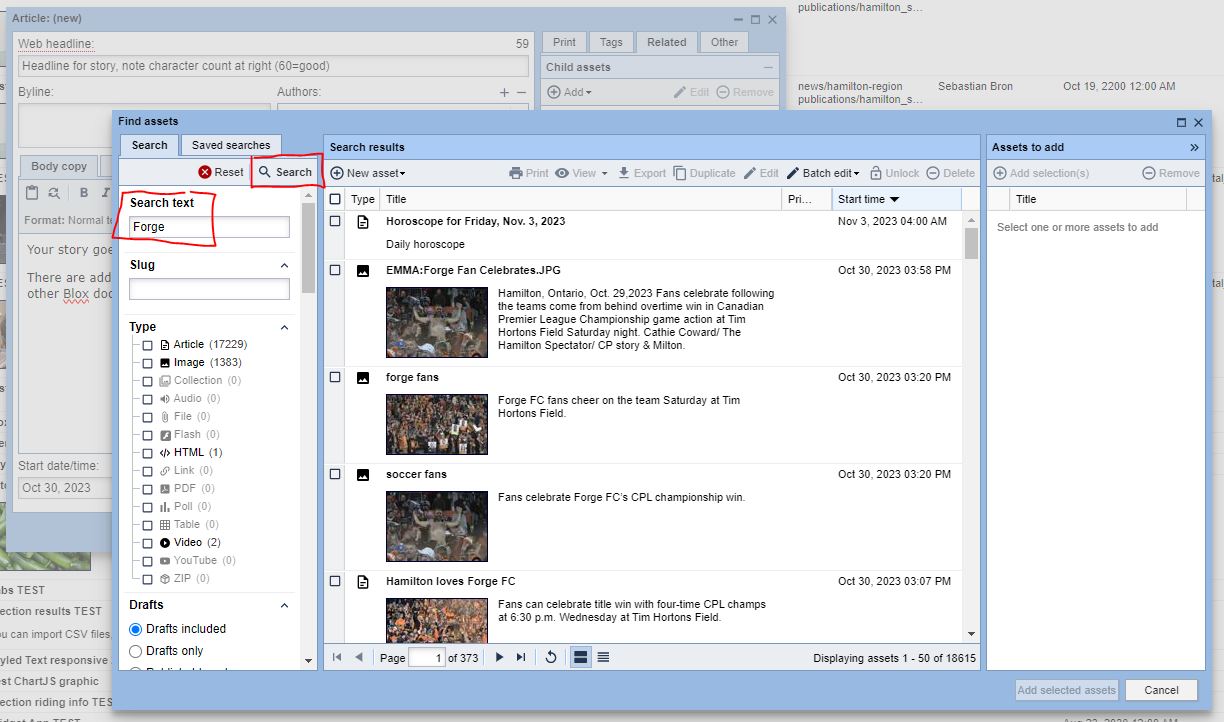 Article: (new)
Web headline:
59
Headline for story, note character count at right (60=good)
Byline:
Authors:
Print
Tags
Related
Other
Child assets
Add
Edit
Remove
publications/hamilton_s...
news/hamilton-region
publications/hamilton_s...
Sebastian Bron
Oct 19, 2200 12:00 AM
Body copy
Format: Normal te
Your story goe
There are add
other Blox doc
Start date/time:
Oct 30, 2023
Find assets
Search
Saved searches
Reset
Search
Search text
Forge
Slug
Type
Article (17229)
Image (1383)
Collection (0)
Audio (0)
File (0)
Flash (0)
HTML (1)
Link (0)
PDF (0)
Poll (0)
Table (0)
Video (2)
YouTube (0)
ZIP (0)
Drafts
Drafts included
Drafts only
Search results
New asset
Print
View
Export
Duplicate
Edit
Batch edit
Unlock
Delete
Type
Title
Pri...
Start time
Horoscope for Friday, Nov. 3, 2023
Nov 3, 2023 04:00 AM
Daily horoscope
EMMA:Forge Fan Celebrates.JPG
Oct 30, 2023 03:58 PM
Hamilton, Ontario, Oct. 29,2023 Fans celebrate following
the teams come from behind overtime win in Canadian
Premier League Championship game action at Tim
Hortons Field Saturday night. Cathie Coward/ The
Hamilton Spectator/ CP story & Milton.
forge fans
Oct 30, 2023 03:20 PM
Forge FC fans cheer on the team Saturday at Tim
Hortons Field.
soccer fans
Oct 30, 2023 03:20 PM
Fans celebrate Forge FC's CPL championship win.
Hamilton loves Forge FC
Oct 30, 2023 03:07 PM
Fans can celebrate title win with four-time CPL champs
at 6:30 p.m. Wednesday at Tim Hortons Field.
Page 1 of 373
Displaying assets 1 - 50 of 18615
Assets to add
Add selection(s)
Remove
Title
Select one or more assets to add
Add selected assets
Cancel
bs TEST
ection results TEST
ou can import CSV files.
yled Text responsive
est ChartJS graphic
ection riding info TES